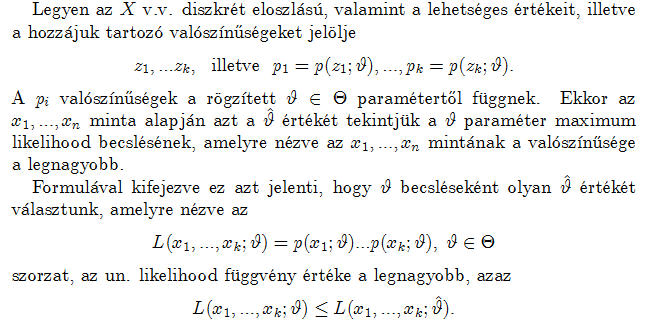 Legyen az X v.v. diszkrét eloszlású, valamint a lehetséges értékeit, illetve
a hozzájuk tartozó valószínűségeket jelölje
z₁, ...zₖ, illetve p₁ = p(z₁; ϑ), ..., pₖ = p(zₖ; ϑ).
A pᵢ valószínűségek a rögzített ϑ ∈ Θ paramétertől függnek. Ekkor az
x₁, ..., xₙ minta alapján azt a ϑ̂ értékét tekintjük a ϑ paraméter maximum
likelihood becslésének, amelyre nézve az x₁, ..., xₙ mintának a valószínűsége
a legnagyobb.
Formulával kifejezve ez azt jelenti, hogy ϑ becsléseként olyan ϑ̂ értékét
választunk, amelyre nézve az
L(x₁, ..., xₖ; ϑ) = p(x₁; ϑ)...p(xₖ; ϑ), ϑ ∈ Θ
szorzat, az un. likelihood függvény értéke a legnagyobb, azaz
L(x₁, ..., xₖ; ϑ) ≤ L(x₁, ..., xₖ; ϑ̂).